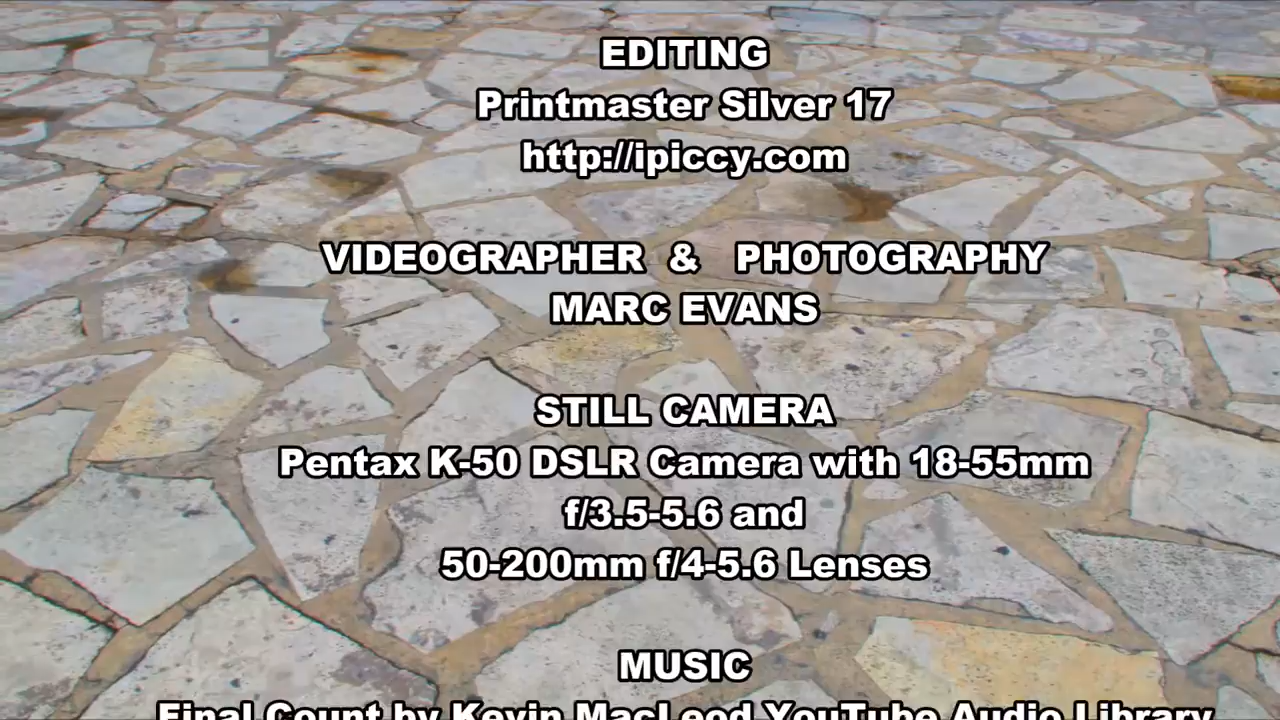 EDITING
Printmaster Silver 17
http://ipiccy.com
VIDEOGRAPHER & PHOTOGRAPHY
MARC EVANS
STILL CAMERA
Pentax K-50 DSLR Camera with 18-55mm
f/3.5-5.6 and
50-200mm f/4-5.6 Lenses
MUSIC
Final Count by Kevin MacLeod YouTube Audio Library